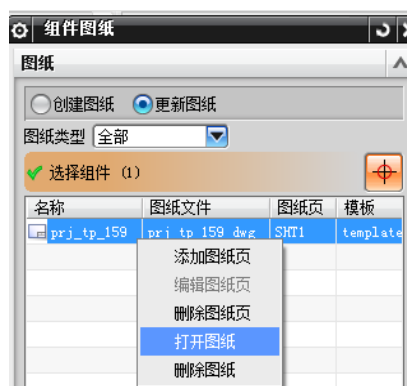 组件图纸
图纸
创建图纸 更新图纸
图纸类型 全部
选择组件 (1)
名称 图纸文件 图纸页 模板
prj_tp_159 prj_tp_159_dwg SHT1 template
添加图纸页
编辑图纸页
删除图纸页
打开图纸
删除图纸